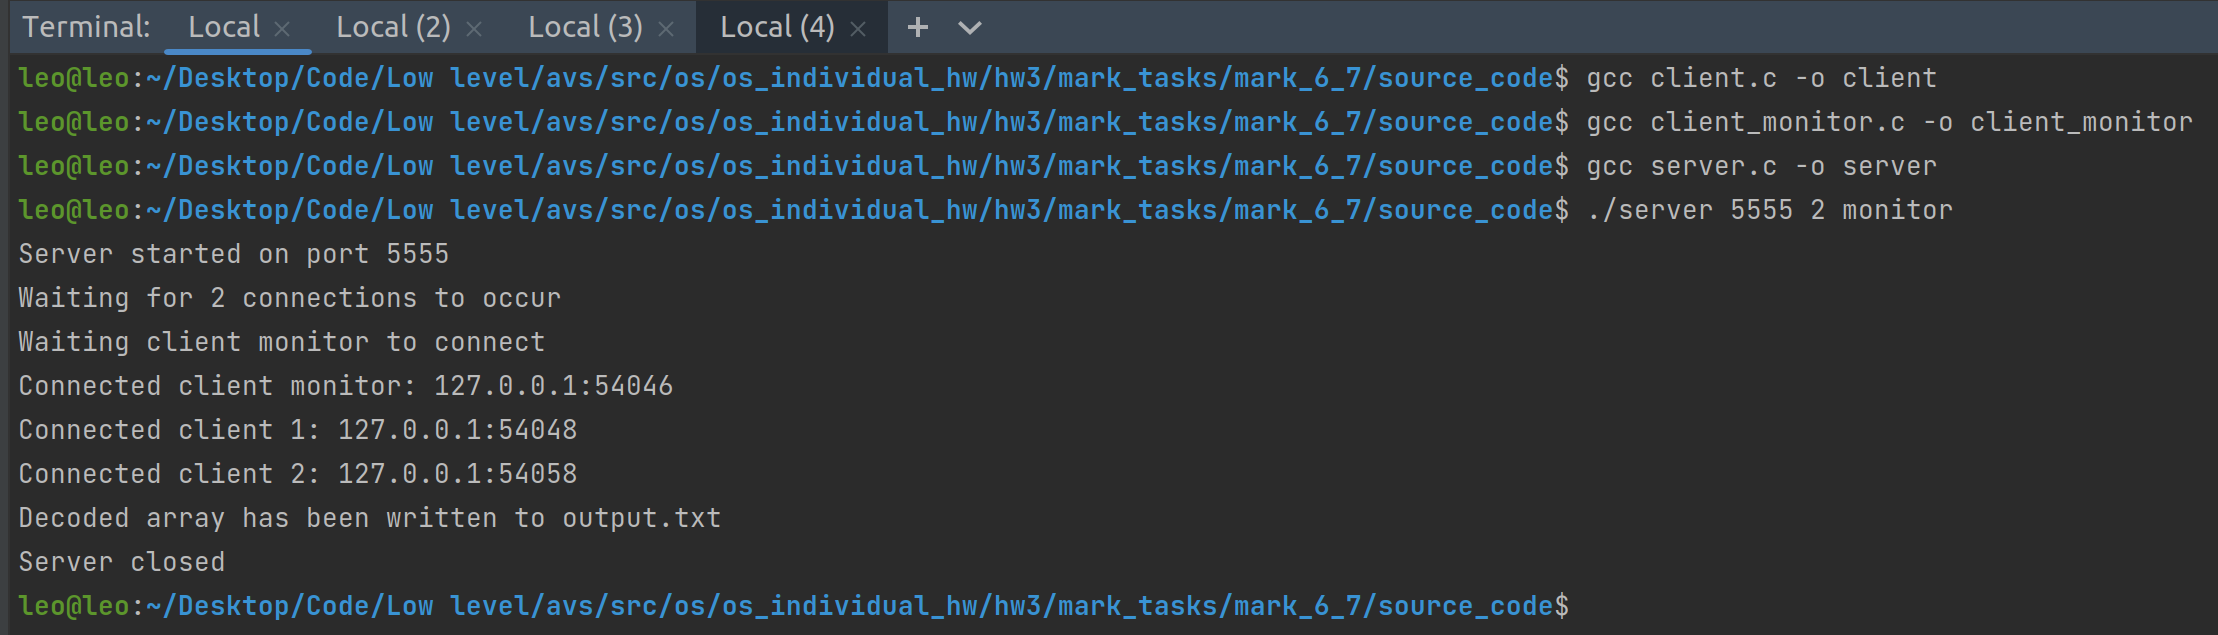 Terminal: Local × Local (2) × Local (3) × Local (4) × +
leo@leo:~/Desktop/Code/Low level/avs/src/os/os_individual_hw/hw3/mark_tasks/mark_6_7/source_code$ gcc client.c -o client
leo@leo:~/Desktop/Code/Low level/avs/src/os/os_individual_hw/hw3/mark_tasks/mark_6_7/source_code$ gcc client_monitor.c -o client_monitor
leo@leo:~/Desktop/Code/Low level/avs/src/os/os_individual_hw/hw3/mark_tasks/mark_6_7/source_code$ gcc server.c -o server
leo@leo:~/Desktop/Code/Low level/avs/src/os/os_individual_hw/hw3/mark_tasks/mark_6_7/source_code$ ./server 5555 2 monitor
Server started on port 5555
Waiting for 2 connections to occur
Waiting client monitor to connect
Connected client monitor: 127.0.0.1:54046
Connected client 1: 127.0.0.1:54048
Connected client 2: 127.0.0.1:54058
Decoded array has been written to output.txt
Server closed
leo@leo:~/Desktop/Code/Low level/avs/src/os/os_individual_hw/hw3/mark_tasks/mark_6_7/source_code$